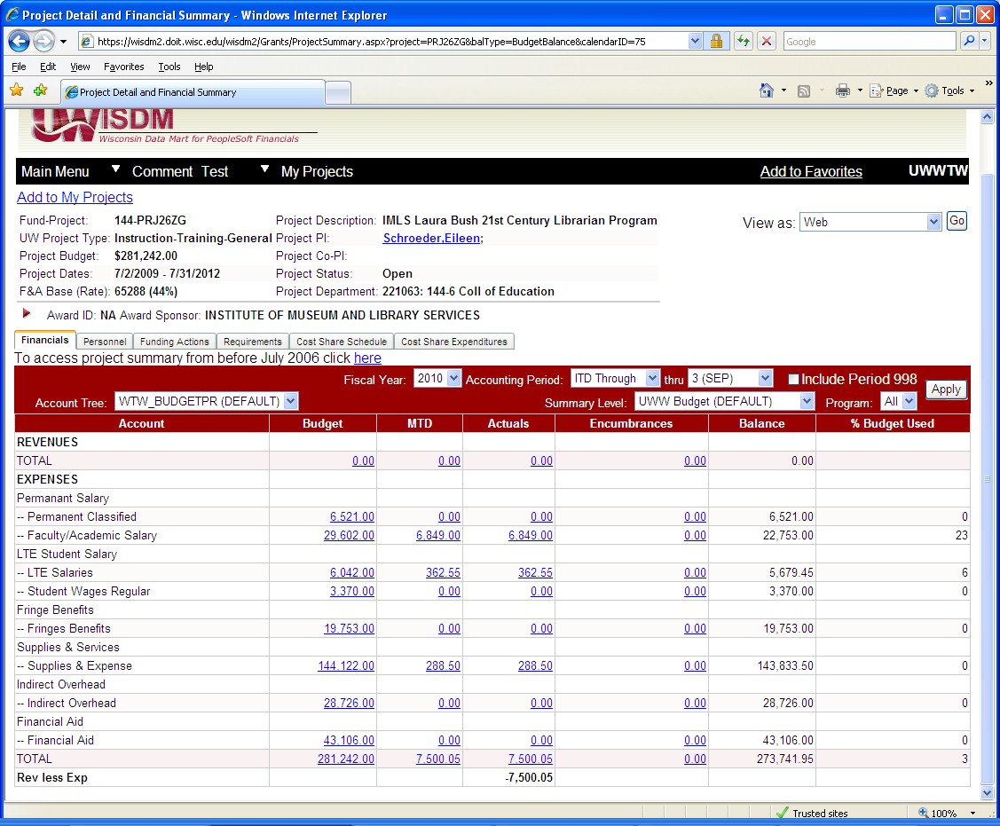 Project Detail and Financial Summary - Windows Internet Explorer
https://wisdm2.doit.wisc.edu/wisdm2/Grants/ProjectSummary.aspx?project=PRJ26ZG&balType=BudgetBalance&calendarID=75 Google
File Edit View Favorites Tools Help
Project Detail and Financial Summary Page Tools »
UWISDM
Wisconsin Data Mart for PeopleSoft Financials
Main Menu Comment Test My Projects Add to Favorites UWWTW
Add to My Projects
Fund-Project: 144-PRJ26ZG Project Description: IMLS Laura Bush 21st Century Librarian Program View as: Web Go
UW Project Type: Instruction-Training-General Project PI: Schroeder,Eileen;
Project Budget: $281,242.00 Project Co-PI:
Project Dates: 7/2/2009 - 7/31/2012 Project Status: Open
F&A Base (Rate): 65288 (44%) Project Department: 221063: 144-6 Coll of Education
Award ID: NA Award Sponsor: INSTITUTE OF MUSEUM AND LIBRARY SERVICES
Financials Personnel Funding Actions Requirements Cost Share Schedule Cost Share Expenditures
To access project summary from before July 2006 click here
Fiscal Year: 2010 Accounting Period: ITD Through thru 3 (SEP) Include Period 998 Apply
Account Tree: WTW_BUDGETPR (DEFAULT) Summary Level: UWW Budget (DEFAULT) Program: All
Account Budget MTD Actuals Encumbrances Balance % Budget Used
REVENUES
TOTAL 0.00 0.00 0.00 0.00 0.00
EXPENSES
Permanant Salary
-- Permanent Classified 6,521.00 0.00 0.00 0.00 6,521.00 0
-- Faculty/Academic Salary 29,602.00 6,849.00 6,849.00 0.00 22,753.00 23
LTE Student Salary
-- LTE Salaries 6,042.00 362.55 362.55 0.00 5,679.45 6
-- Student Wages Regular 3,370.00 0.00 0.00 0.00 3,370.00 0
Fringe Benefits
-- Fringes Benefits 19,753.00 0.00 0.00 0.00 19,753.00 0
Supplies & Services
-- Supplies & Expense 144,122.00 288.50 288.50 0.00 143,833.50 0
Indirect Overhead
-- Indirect Overhead 28,726.00 0.00 0.00 0.00 28,726.00 0
Financial Aid
-- Financial Aid 43,106.00 0.00 0.00 0.00 43,106.00 0
TOTAL 281,242.00 7,500.05 7,500.05 0.00 273,741.95 3
Rev less Exp -7,500.05
Trusted sites 100%